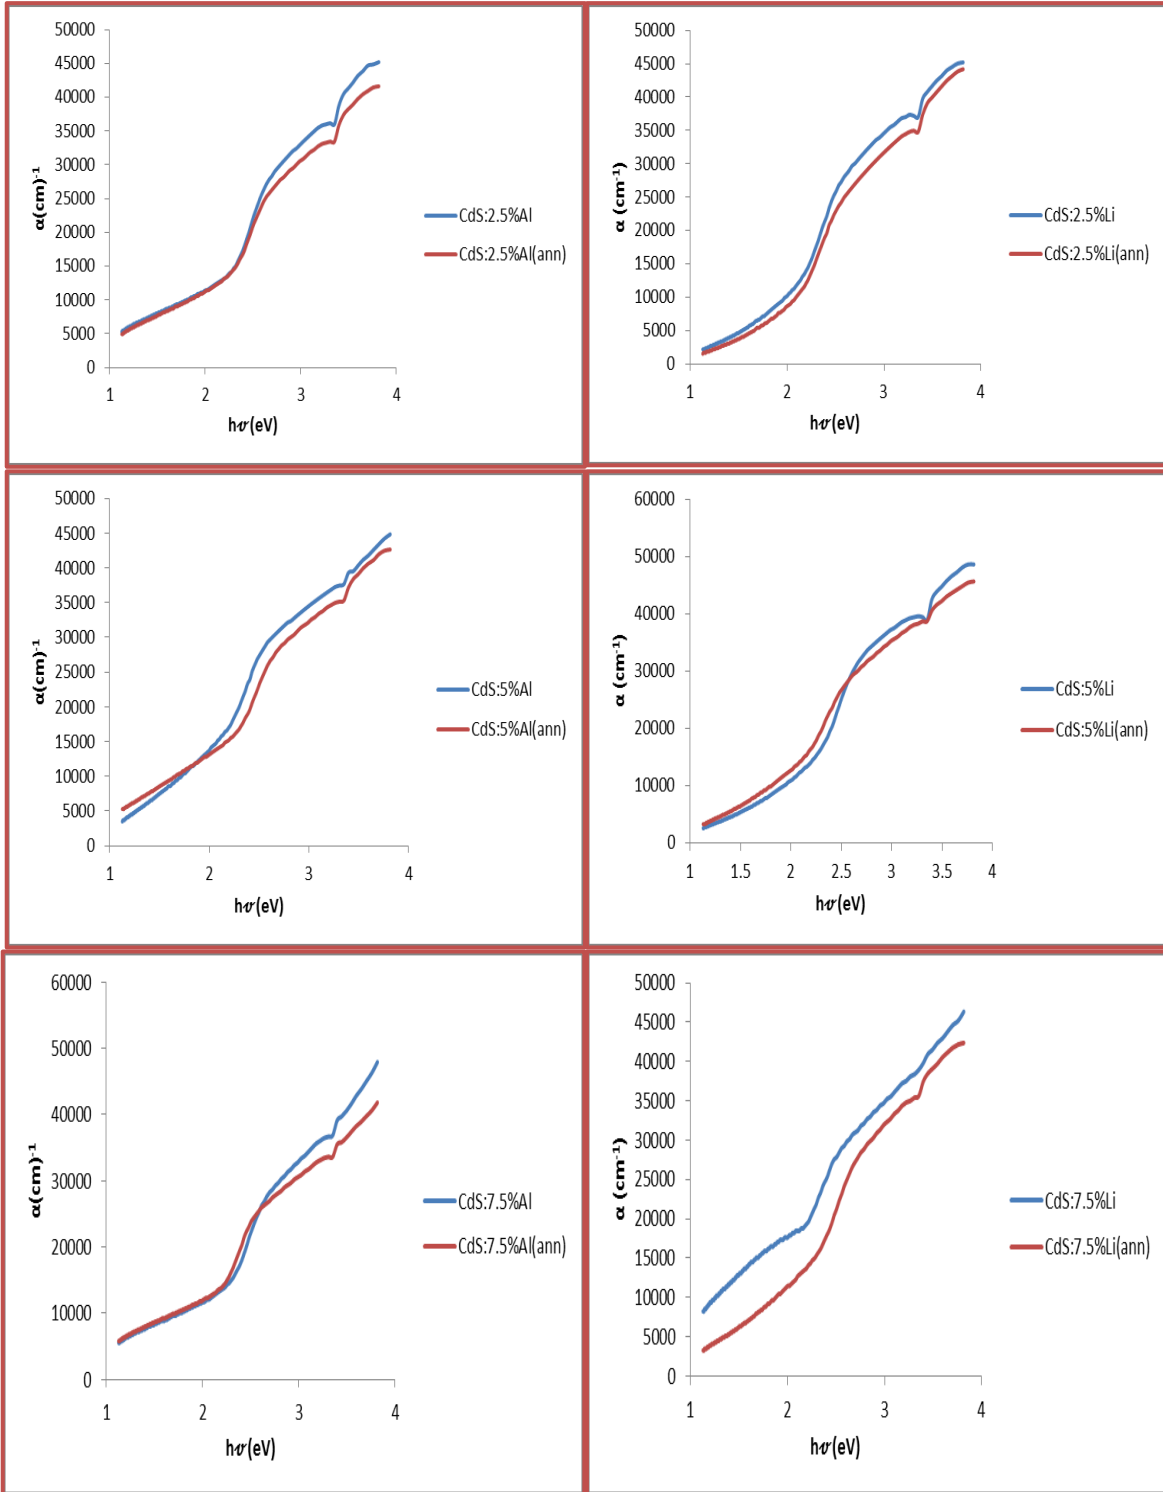 50000
45000
40000
35000
30000
25000
20000
15000
10000
5000
0
α(cm)⁻¹
1 2 3 4
h𝓋(eV)
CdS:2.5%Al
CdS:2.5%Al(ann)
50000
45000
40000
35000
30000
25000
20000
15000
10000
5000
0
α (cm⁻¹)
1 2 3 4
h𝓋(eV)
CdS:2.5%Li
CdS:2.5%Li(ann)
50000
45000
40000
35000
30000
25000
20000
15000
10000
5000
0
α(cm)⁻¹
1 2 3 4
h𝓋(eV)
CdS:5%Al
CdS:5%Al(ann)
60000
50000
40000
30000
20000
10000
0
α (cm⁻¹)
1 1.5 2 2.5 3 3.5 4
h𝓋(eV)
CdS:5%Li
CdS:5%Li(ann)
60000
50000
40000
30000
20000
10000
0
α(cm)⁻¹
1 2 3 4
h𝓋(eV)
CdS:7.5%Al
CdS:7.5%Al(ann)
50000
45000
40000
35000
30000
25000
20000
15000
10000
5000
0
α (cm⁻¹)
1 2 3 4
h𝓋(eV)
CdS:7.5%Li
CdS:7.5%Li(ann)